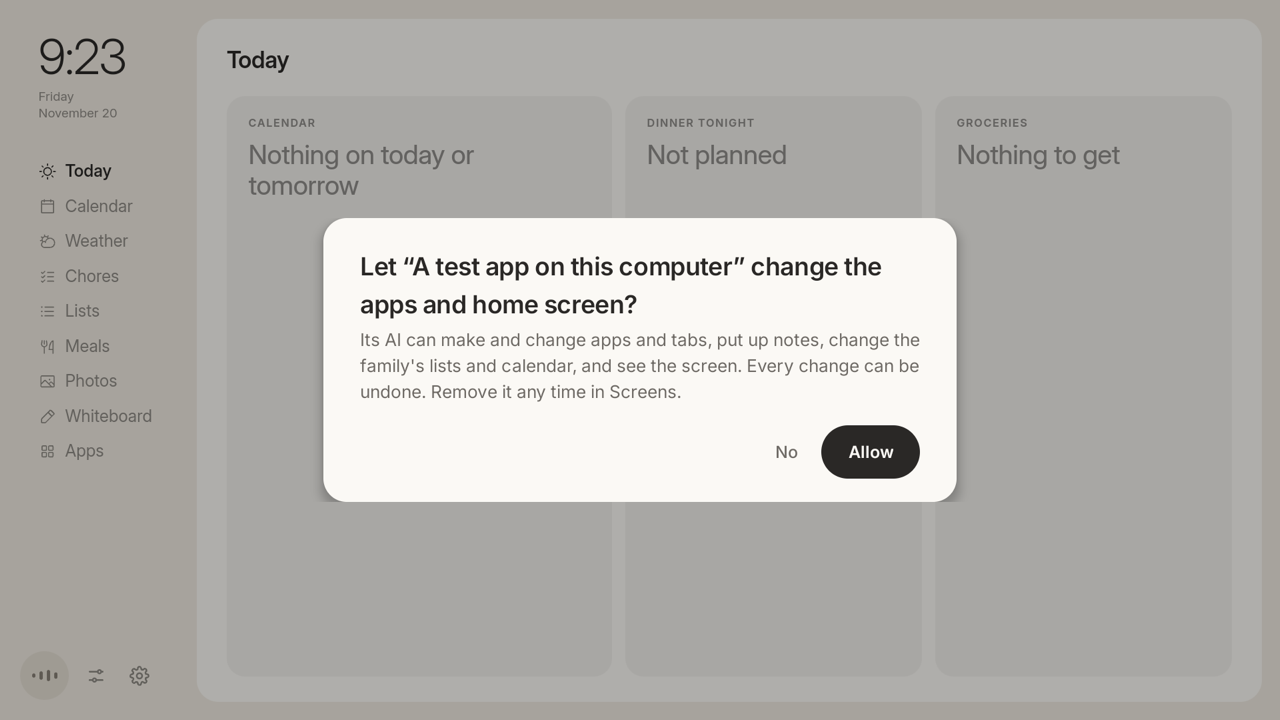 9:23
Friday
November 20
Today
Calendar
Weather
Chores
Lists
Meals
Photos
Whiteboard
Apps
Today
CALENDAR
Nothing on today or
tomorrow
DINNER TONIGHT
Not planned
GROCERIES
Nothing to get
Let “A test app on this computer” change the
apps and home screen?
Its AI can make and change apps and tabs, put up notes, change the
family's lists and calendar, and see the screen. Every change can be
undone. Remove it any time in Screens.
No
Allow